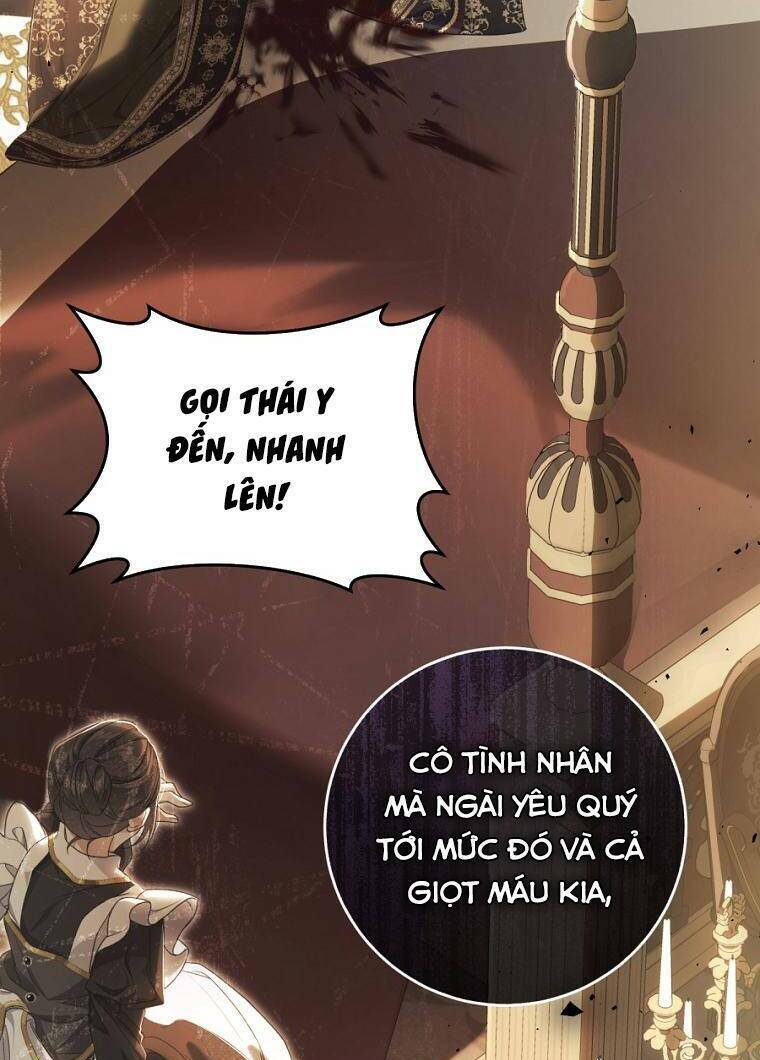 GỌI THÁI Y
ĐẾN, NHANH
LÊN!
CÔ TÌNH NHÂN
MÀ NGÀI YÊU QUÝ
TỚI MỨC ĐÓ VÀ CẢ
GIỌT MÁU KIA,